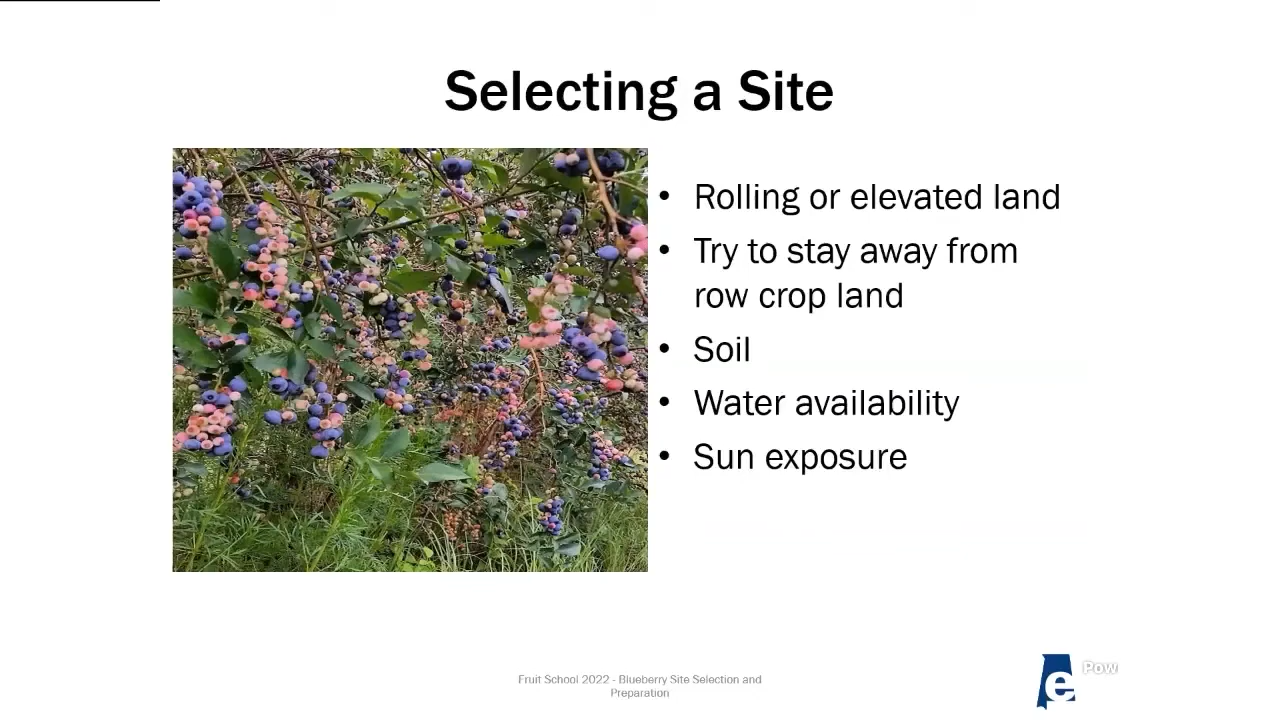 Selecting a Site
• Rolling or elevated land
• Try to stay away from
row crop land
• Soil
• Water availability
• Sun exposure
Fruit School 2022 - Blueberry Site Selection and
Preparation
e
Pow